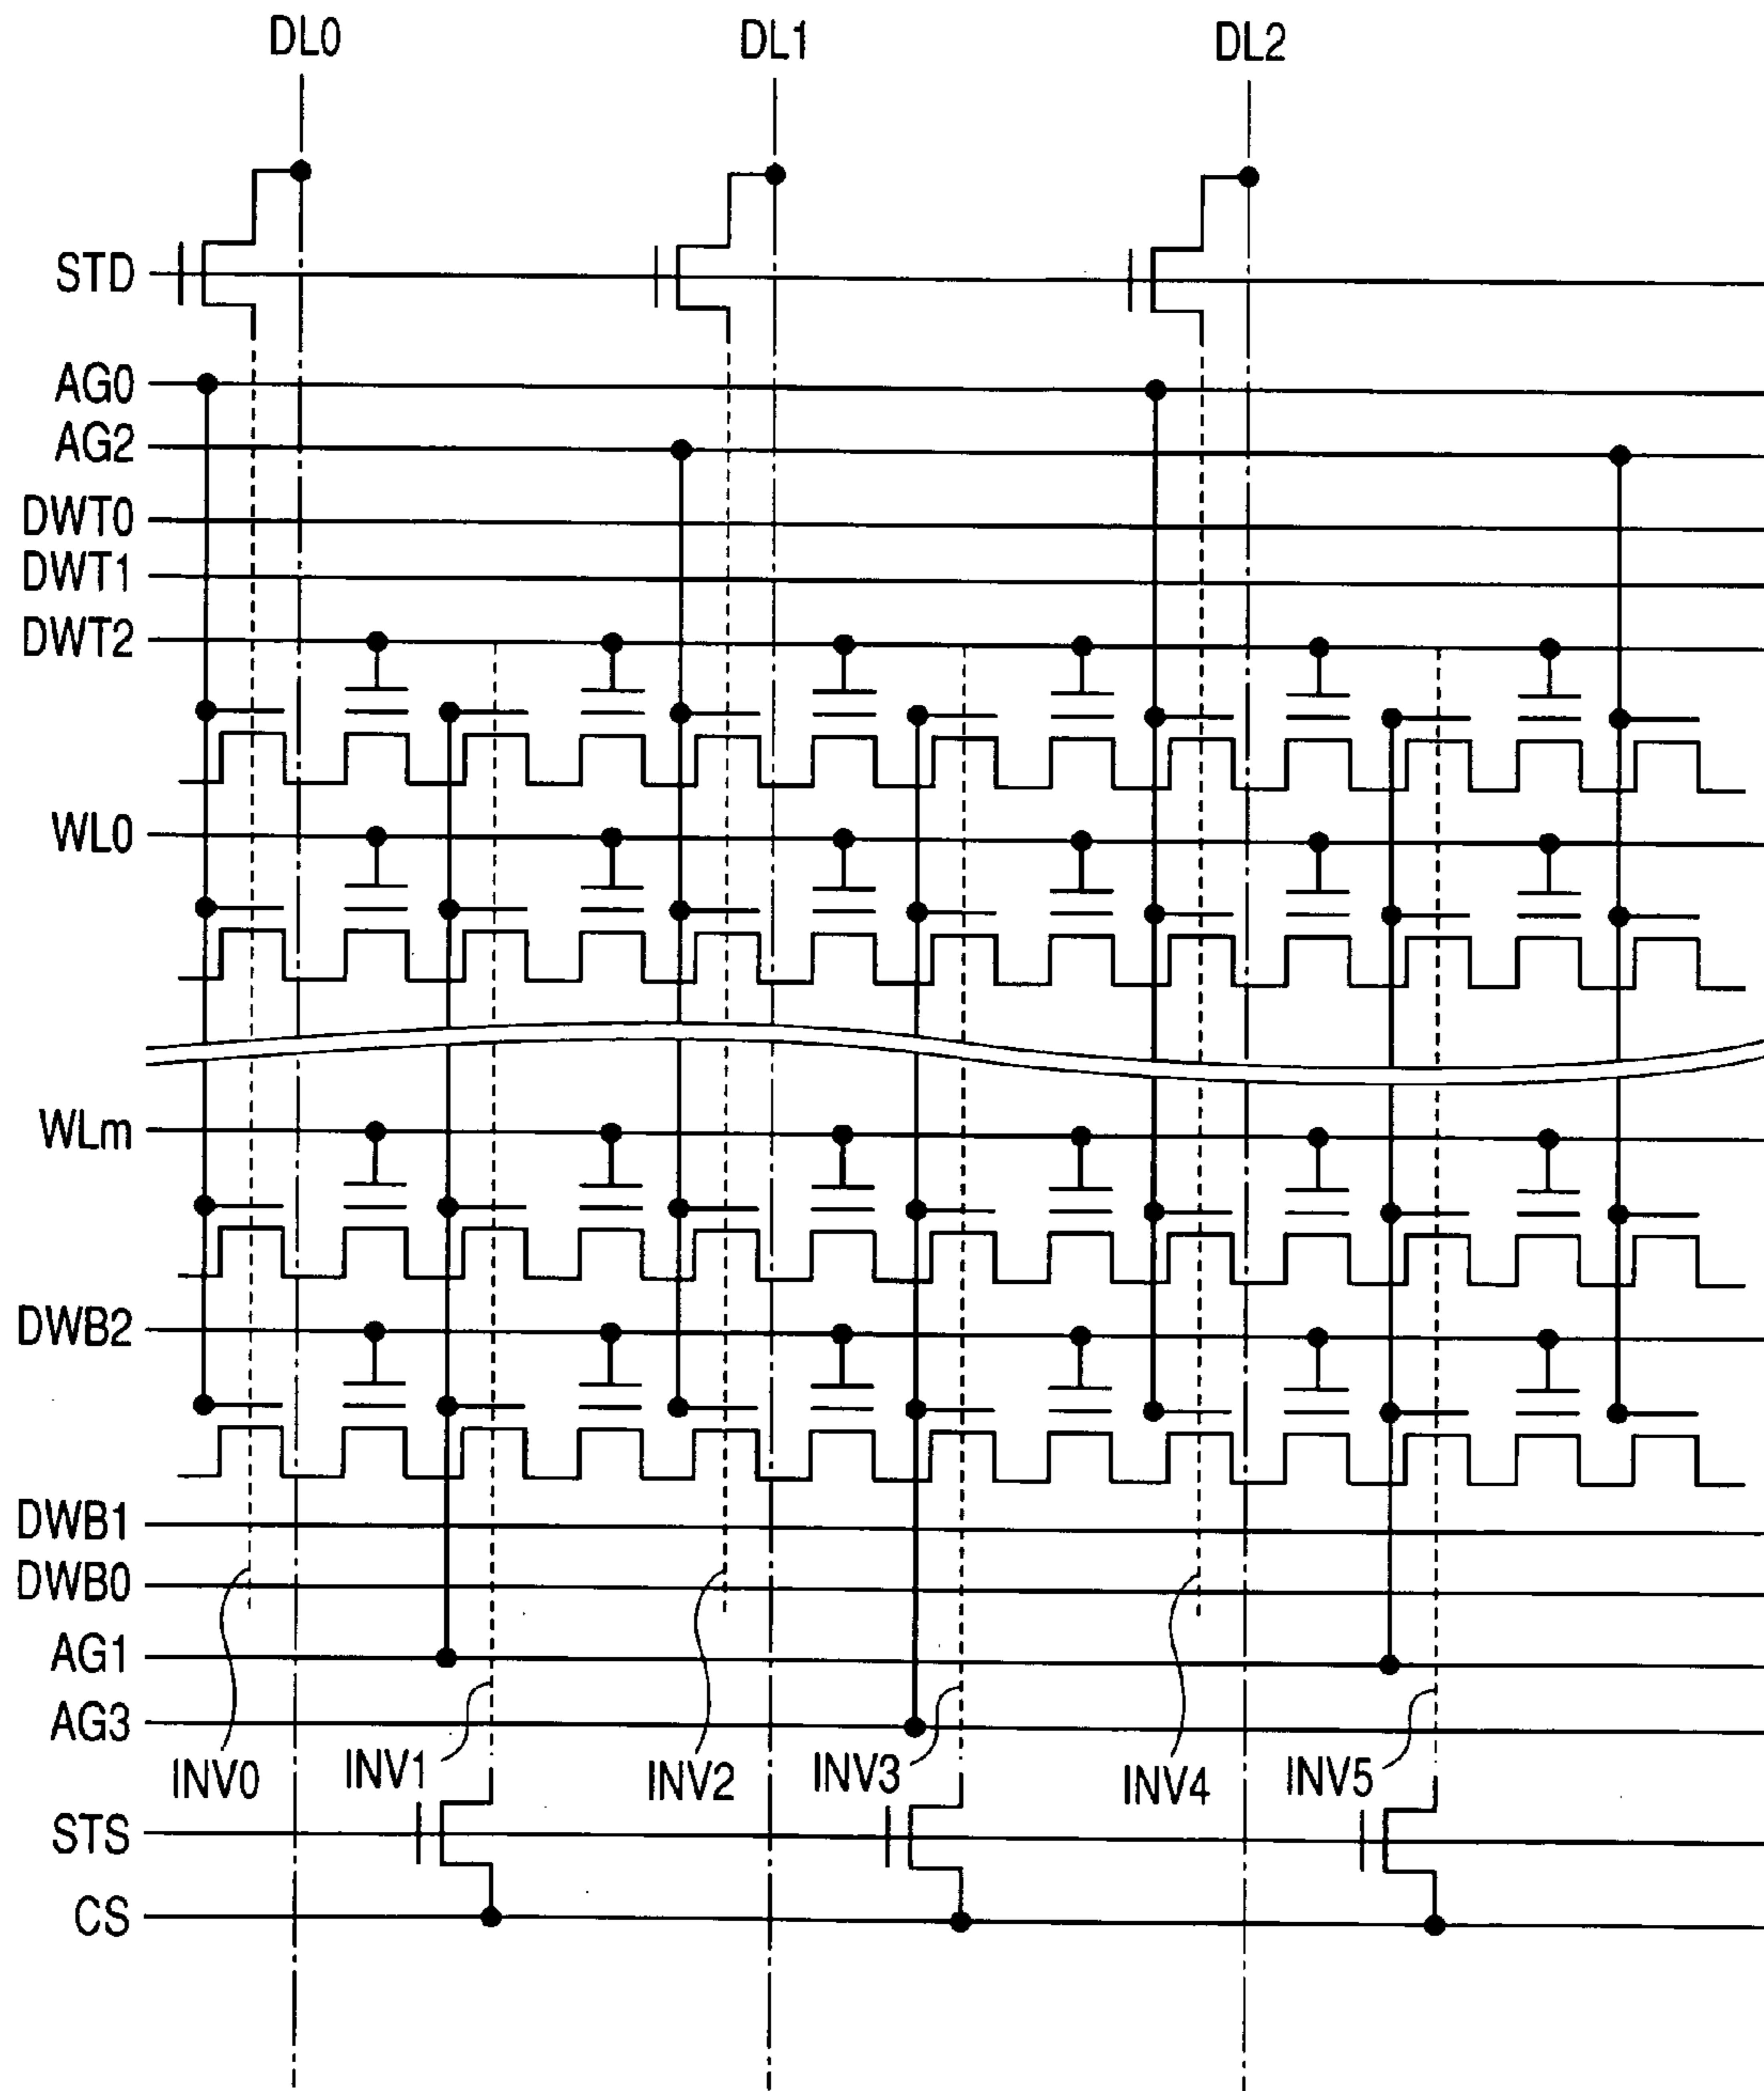 DL0 DL1 DL2
STD
AG0
AG2
DWT0
DWT1
DWT2
WL0
WLm
DWB2
DWB1
DWB0
AG1
AG3
INV0 INV1 INV2 INV3 INV4 INV5
STS
CS